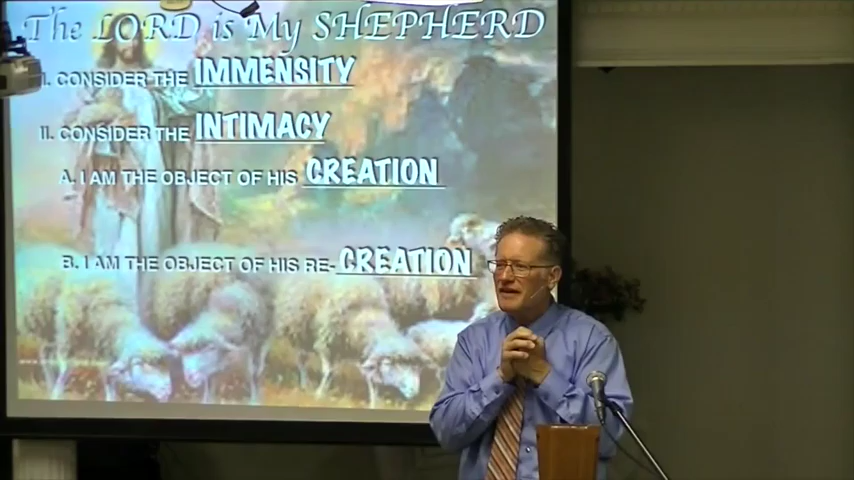 The LORD is My SHEPHERD
I. CONSIDER THE IMMENSITY
II. CONSIDER THE INTIMACY
A. I AM THE OBJECT OF HIS CREATION
B. I AM THE OBJECT OF HIS RE-CREATION